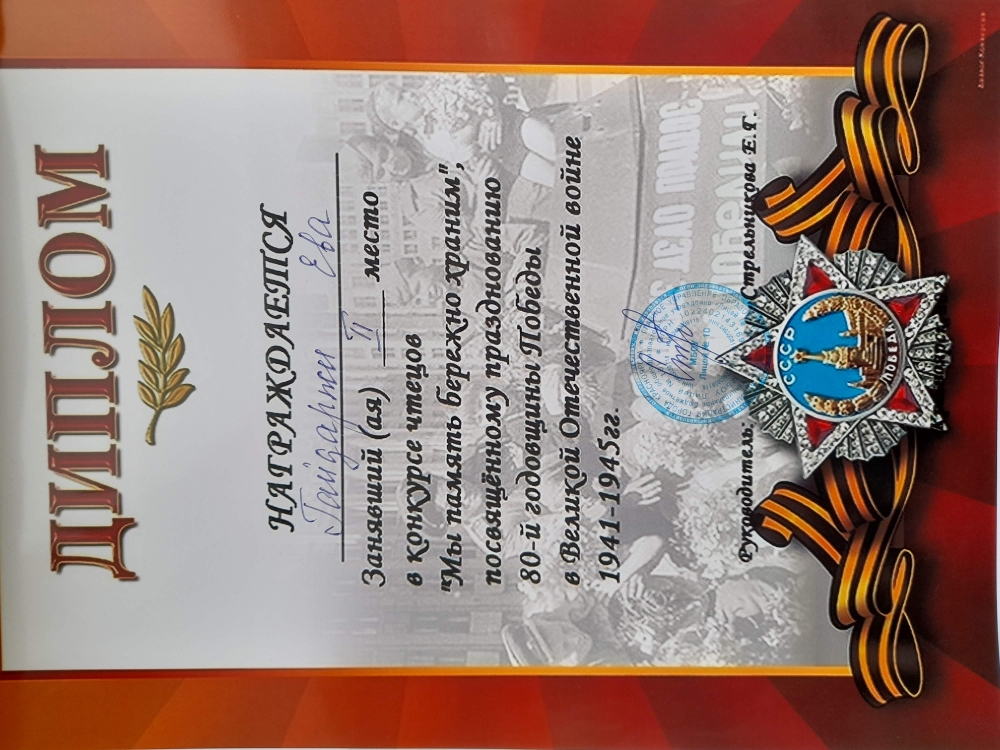 ДИПЛОМ
НАГРАЖДАЕТСЯ
Гайдаржи Ева
Занявший (ая) II место
в конкурсе чтецов
"Мы память бережно храним",
посвящённому празднованию
80-й годовщины Победы
в Великой Отечественной войне
1941-1945гг.
Руководитель: Стрельникова Е. Г.
СССР
ПОБЕДА